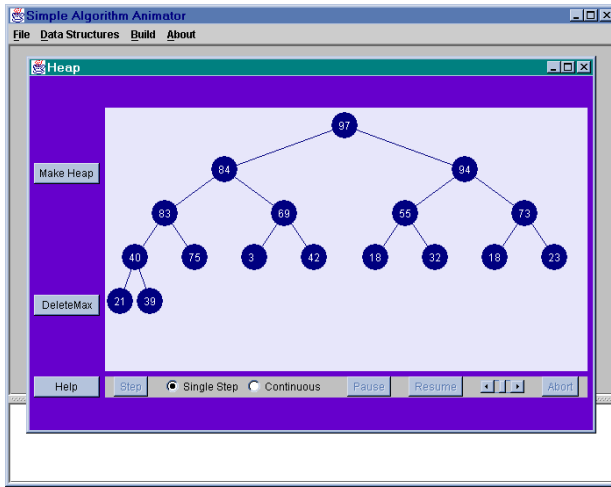 Simple Algorithm Animator
File Data Structures Build About
Heap
97
Make Heap 84 94
83 69 55 73
40 75 3 42 18 32 18 23
DeleteMax 21 39
Help Step Single Step Continuous Pause Resume Abort